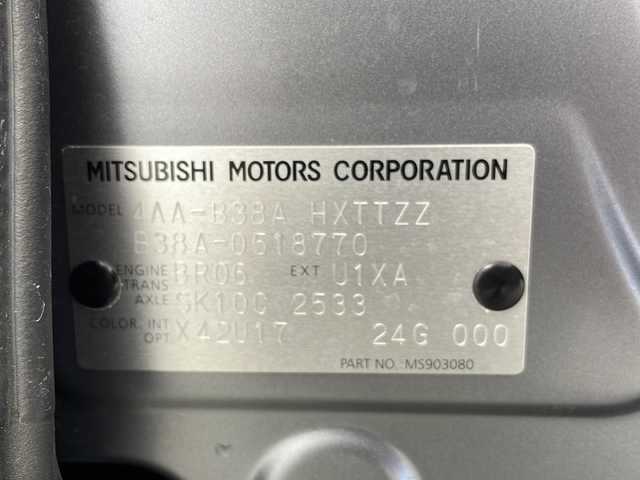 MITSUBISHI MOTORS CORPORATION
MODEL 4AA-B38A HXTTZZ
B38A-0518770
ENGINE BR06 EXT U1XA
TRANS AXLE SK10C 2533
COLOR, INT OPT X42U17 24G 000
PART NO. MS903080